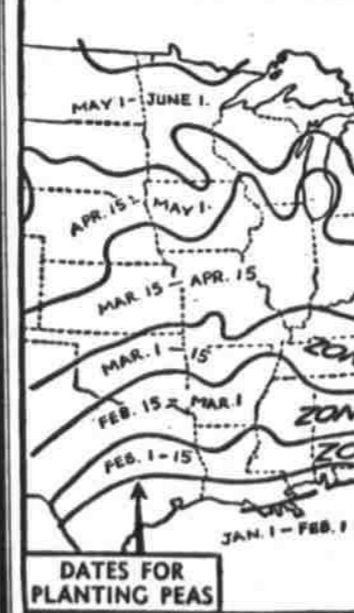 MAY 1 - JUNE 1.
APR. 15 - MAY 1.
MAR 15 - APR. 15
MAR. 1 - 15
ZON
FEB. 15 - MAR. 1
ZON
FEB. 1 - 15
ZO
JAN. 1 - FEB. 1
DATES FOR
PLANTING PEAS